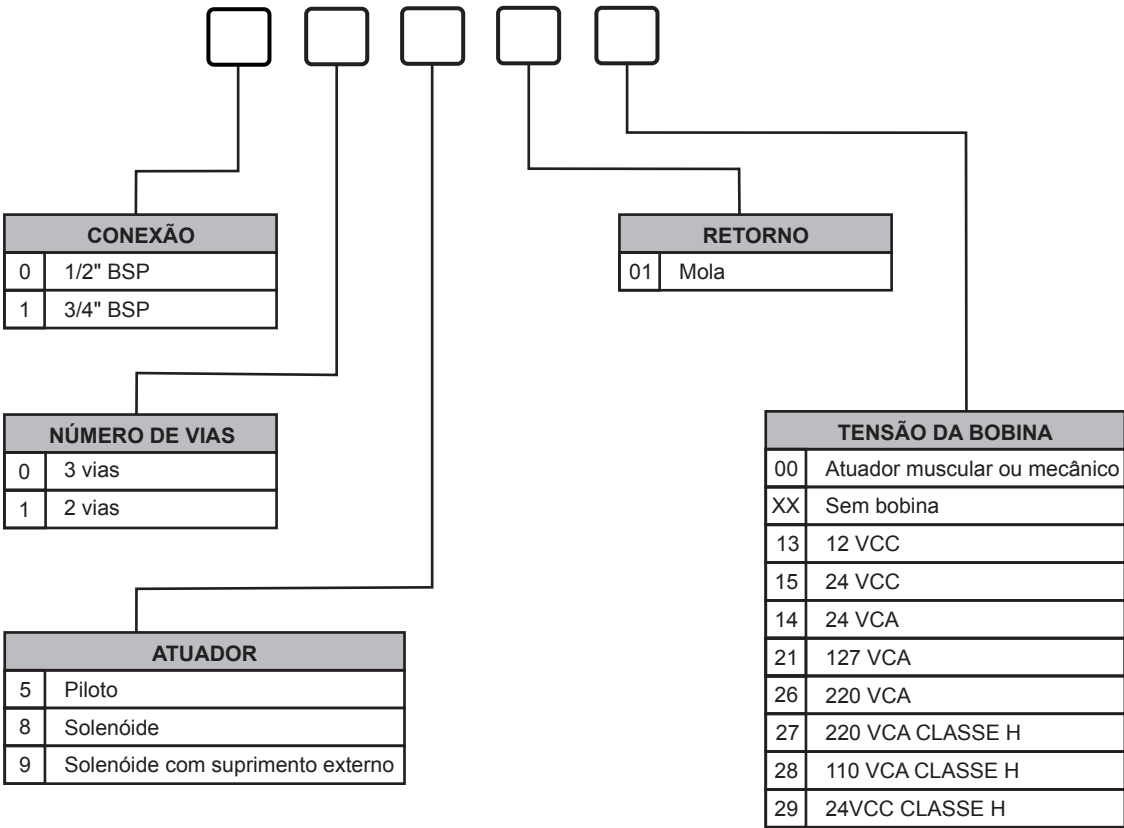 CONEXÃO
0 1/2" BSP
1 3/4" BSP
NÚMERO DE VIAS
0 3 vias
1 2 vias
ATUADOR
5 Piloto
8 Solenóide
9 Solenóide com suprimento externo
RETORNO
01 Mola
TENSÃO DA BOBINA
00 Atuador muscular ou mecânico
XX Sem bobina
13 12 VCC
15 24 VCC
14 24 VCA
21 127 VCA
26 220 VCA
27 220 VCA CLASSE H
28 110 VCA CLASSE H
29 24VCC CLASSE H